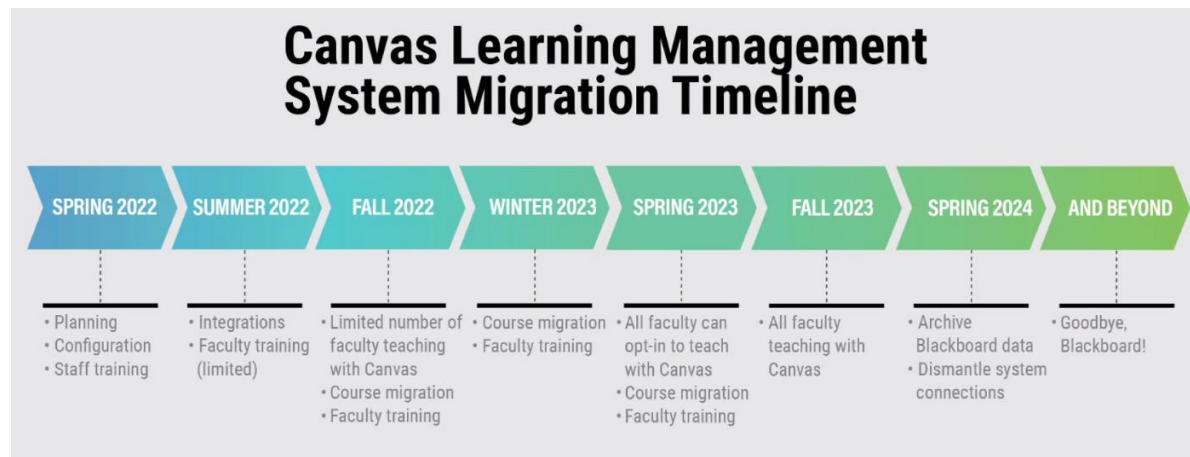 Canvas Learning Management
System Migration Timeline
SPRING 2022
SUMMER 2022
FALL 2022
WINTER 2023
SPRING 2023
FALL 2023
SPRING 2024
AND BEYOND
• Planning
• Configuration
• Staff training
• Integrations
• Faculty training
(limited)
• Limited number of
faculty teaching
with Canvas
• Course migration
• Faculty training
• Course migration
• Faculty training
• All faculty can
opt-in to teach
with Canvas
• Course migration
• Faculty training
• All faculty
teaching with
Canvas
• Archive
Blackboard data
• Dismantle system
connections
• Goodbye,
Blackboard!